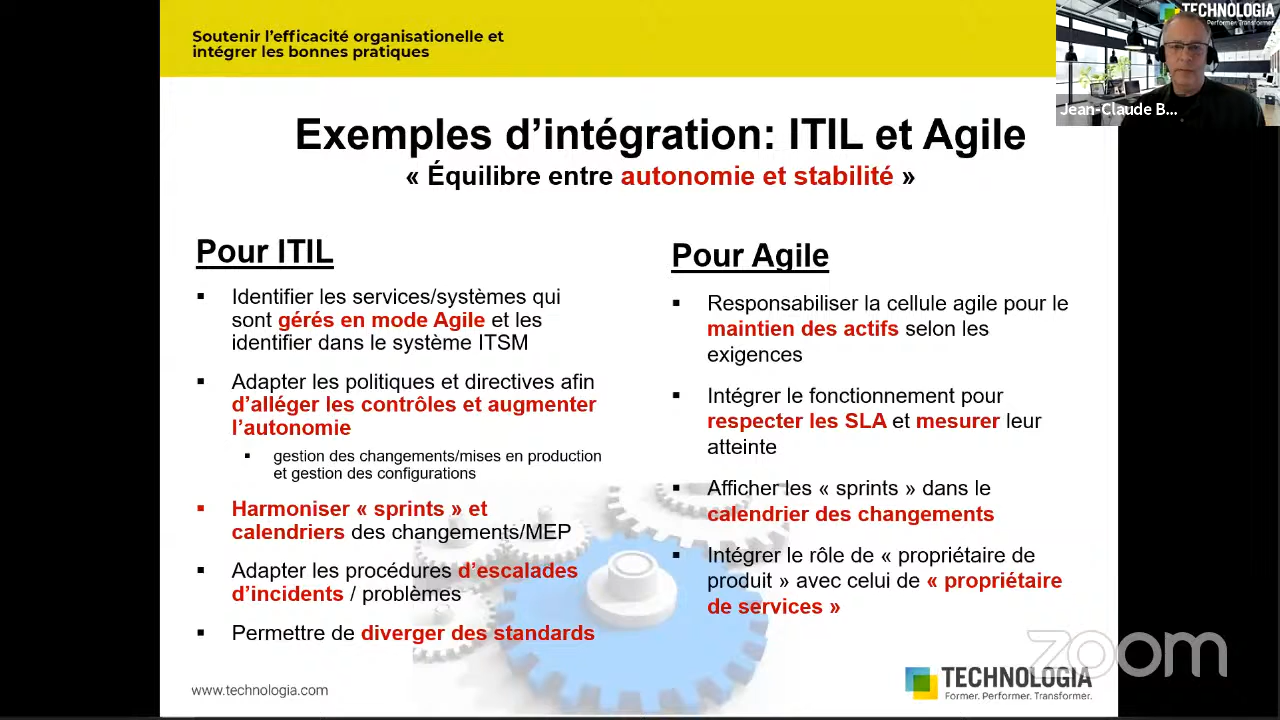 Soutenir l'efficacité organisationelle et
intégrer les bonnes pratiques
TECHNOLOGIA
Performer. Transformer.
Jean-Claude B...
Exemples d'intégration: ITIL et Agile
« Équilibre entre autonomie et stabilité »
Pour ITIL
▪ Identifier les services/systèmes qui
sont gérés en mode Agile et les
identifier dans le système ITSM
▪ Adapter les politiques et directives afin
d'alléger les contrôles et augmenter
l'autonomie
▪ gestion des changements/mises en production
et gestion des configurations
▪ Harmoniser « sprints » et
calendriers des changements/MEP
▪ Adapter les procédures d'escalades
d'incidents / problèmes
▪ Permettre de diverger des standards
Pour Agile
▪ Responsabiliser la cellule agile pour le
maintien des actifs selon les
exigences
▪ Intégrer le fonctionnement pour
respecter les SLA et mesurer leur
atteinte
▪ Afficher les « sprints » dans le
calendrier des changements
▪ Intégrer le rôle de « propriétaire de
produit » avec celui de « propriétaire
de services »
zoom
www.technologia.com
TECHNOLOGIA
Former. Performer. Transformer.